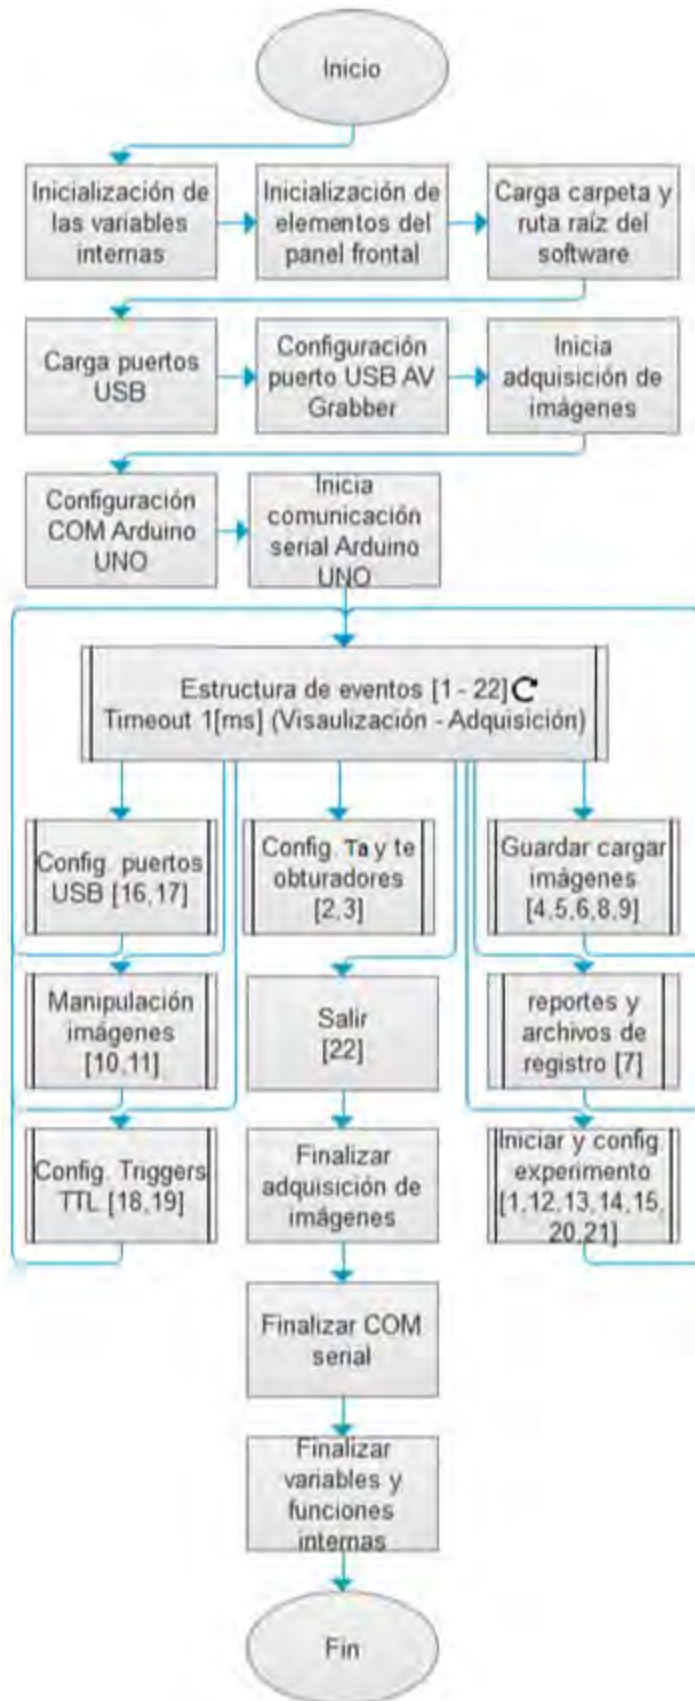 Inicio
Inicialización de
las variables
internas
Inicialización de
elementos del
panel frontal
Carga carpeta y
ruta raíz del
software
Carga puertos
USB
Configuración
puerto USB AV
Grabber
Inicia
adquisición de
imágenes
Configuración
COM Arduino
UNO
Inicia
comunicación
serial Arduino
UNO
Estructura de eventos [1 - 22]
Timeout 1[ms] (Visaulización - Adquisición)
Config. puertos
USB [16,17]
Config. Ta y te
obturadores
[2,3]
Guardar cargar
imágenes
[4,5,6,8,9]
Manipulación
imágenes
[10,11]
Salir
[22]
reportes y
archivos de
registro [7]
Config. Triggers
TTL [18,19]
Finalizar
adquisición de
imágenes
Iniciar y config.
experimento
[1,12,13,14,15,
20,21]
Finalizar COM
serial
Finalizar
variables y
funciones
internas
Fin